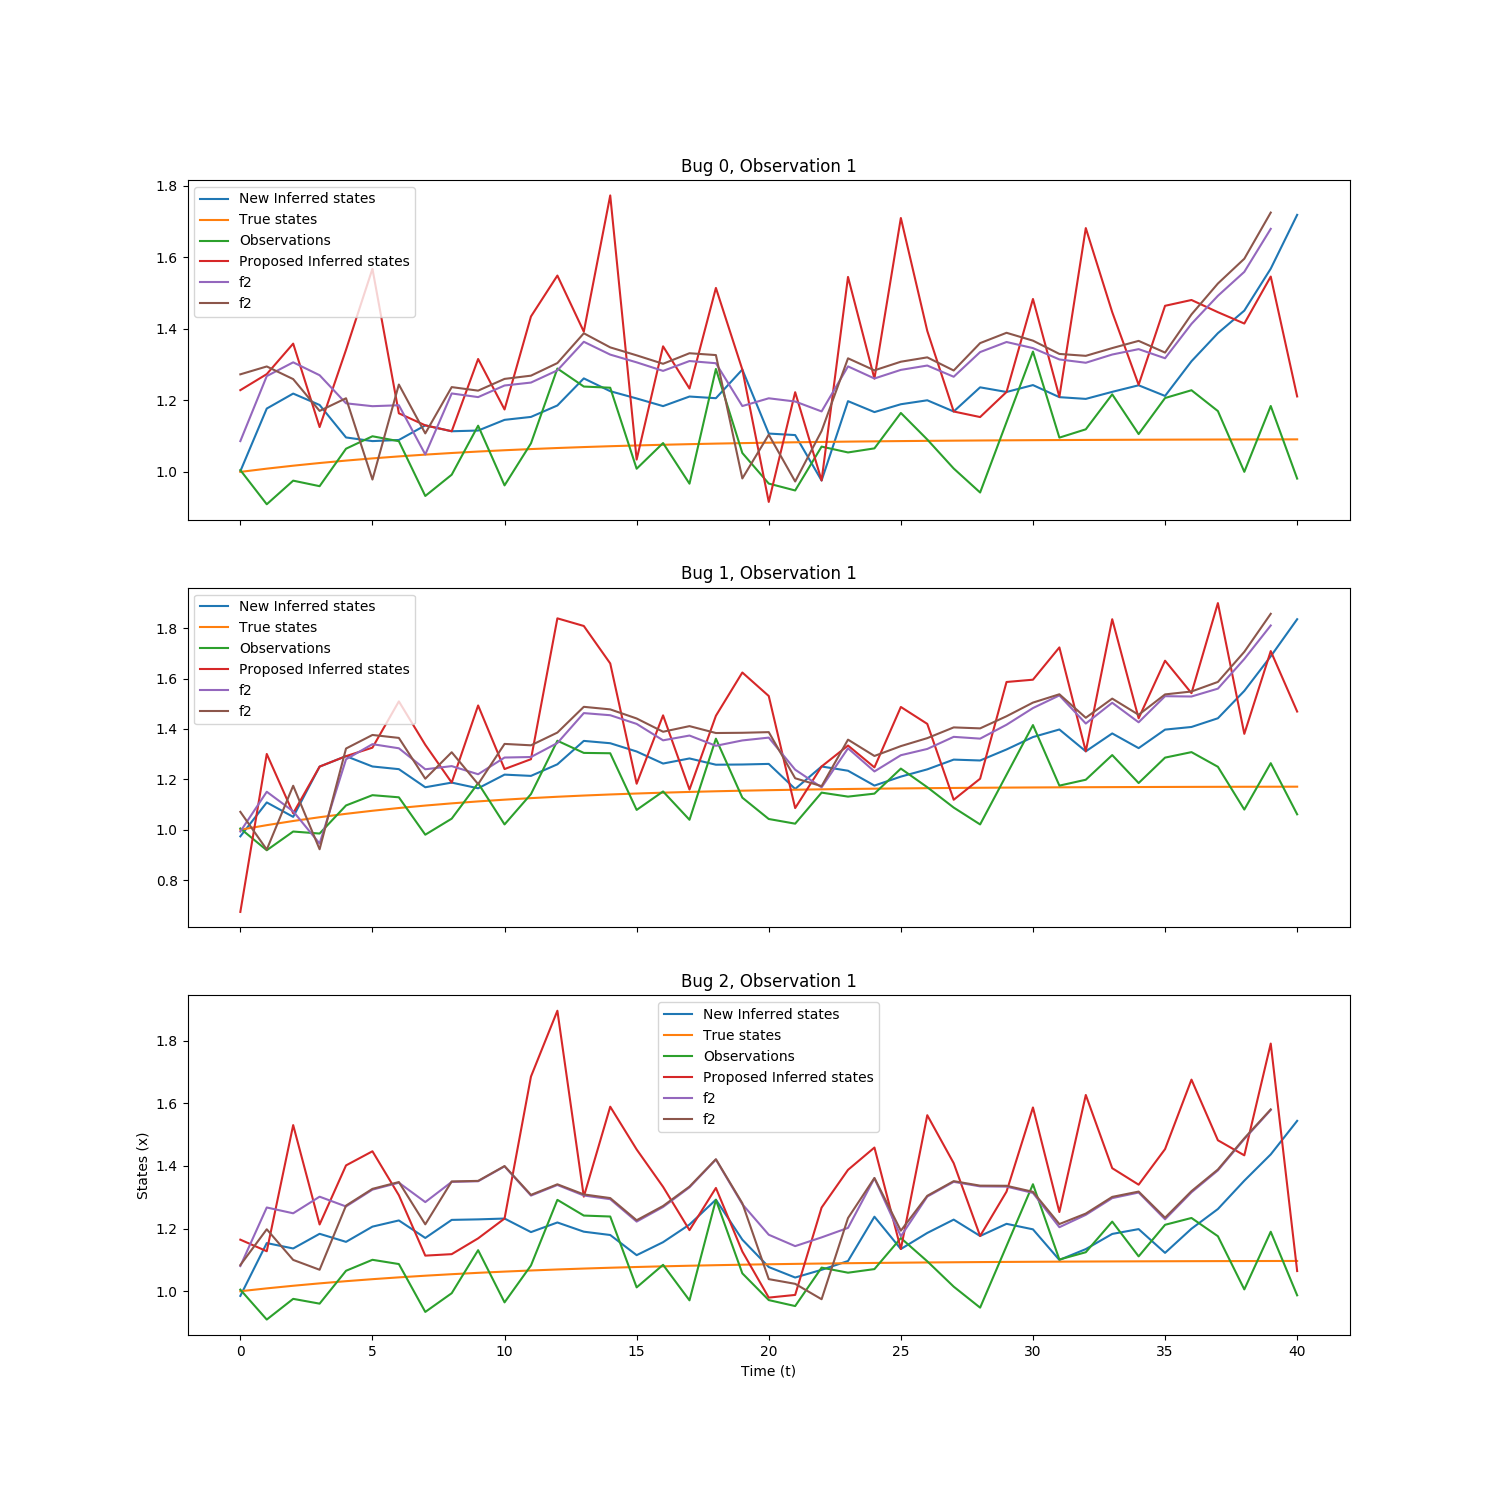 Bug 0, Observation 1
1.8
1.6
1.4
1.2
1.0
New Inferred states
True states
Observations
Proposed Inferred states
f2
f2
Bug 1, Observation 1
1.8
1.6
1.4
1.2
1.0
0.8
New Inferred states
True states
Observations
Proposed Inferred states
f2
f2
Bug 2, Observation 1
States (x)
1.8
1.6
1.4
1.2
1.0
New Inferred states
True states
Observations
Proposed Inferred states
f2
f2
0 5 10 15 20 25 30 35 40
Time (t)